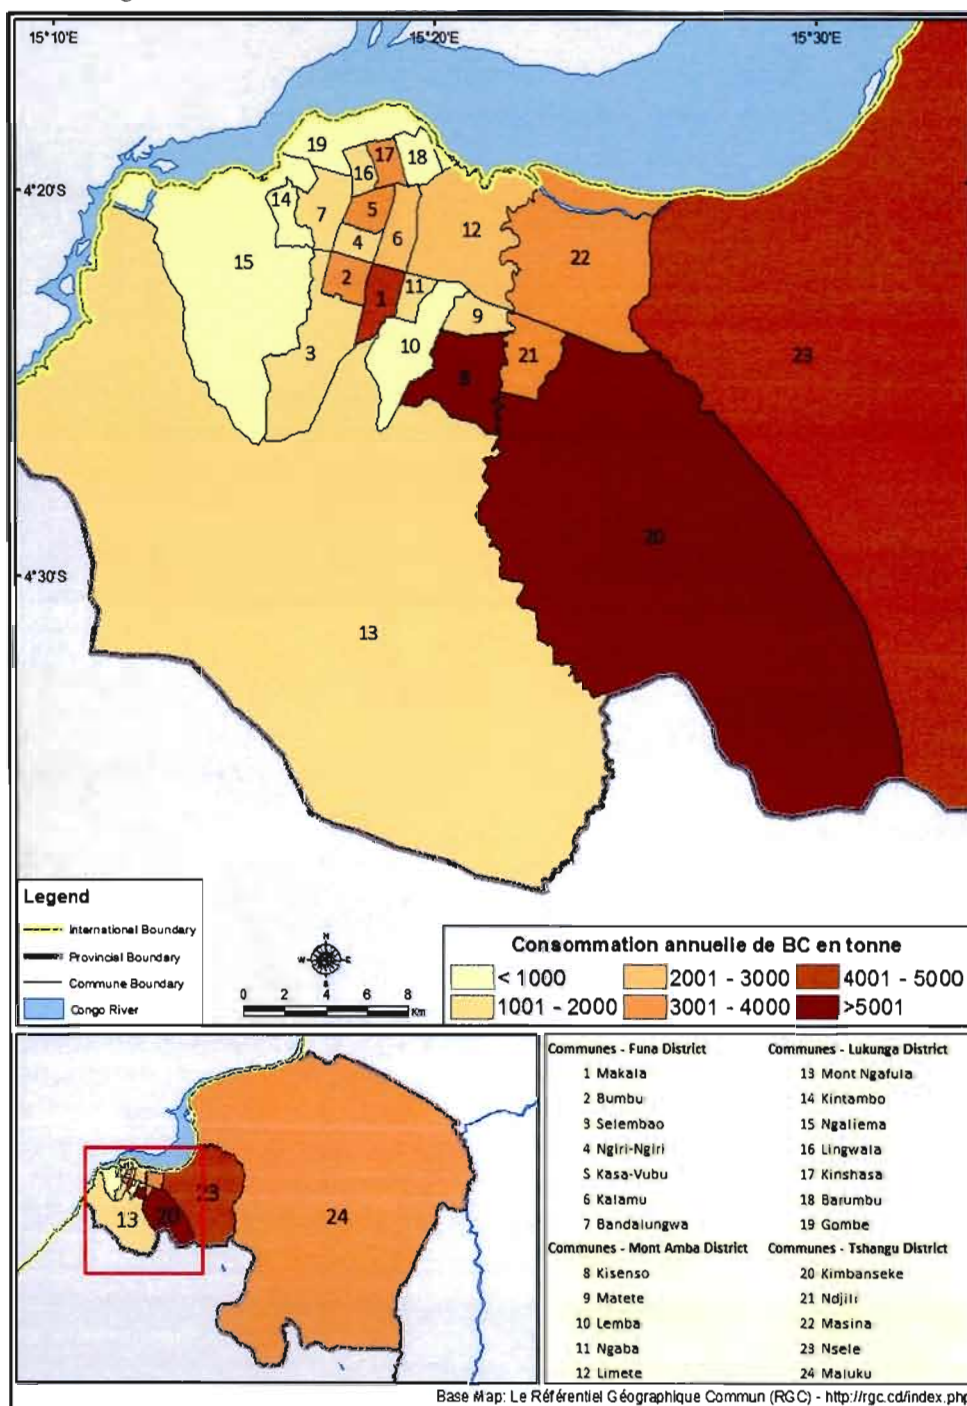 15°10'E 15°20'E 15°30'E
19 17 18
16
4°20'S
14 7 5 12
4 6 22
15
2 1 11
9
3 10 21 23
8
20
4°30'S
13
Legend
International Boundary
Provincial Boundary
Commune Boundary
Congo River
N
W E
S
0 2 4 6 8
Km
Consommation annuelle de BC en tonne
< 1000 2001 - 3000 4001 - 5000
1001 - 2000 3001 - 4000 >5001
13 20 23 24
Communes - Funa District
1 Makala
2 Bumbu
3 Selembao
4 Ngiri-Ngiri
5 Kasa-Vubu
6 Kalamu
7 Bandalungwa
Communes - Mont Amba District
8 Kisenso
9 Matete
10 Lemba
11 Ngaba
12 Limete
Communes - Lukunga District
13 Mont Ngafula
14 Kintambo
15 Ngaliema
16 Lingwala
17 Kinshasa
18 Barumbu
19 Gombe
Communes - Tshangu District
20 Kimbanseke
21 Ndjili
22 Masina
23 Nsele
24 Maluku
Base Map: Le Référentiel Géographique Commun (RGC) - http://rgc.cd/index.php